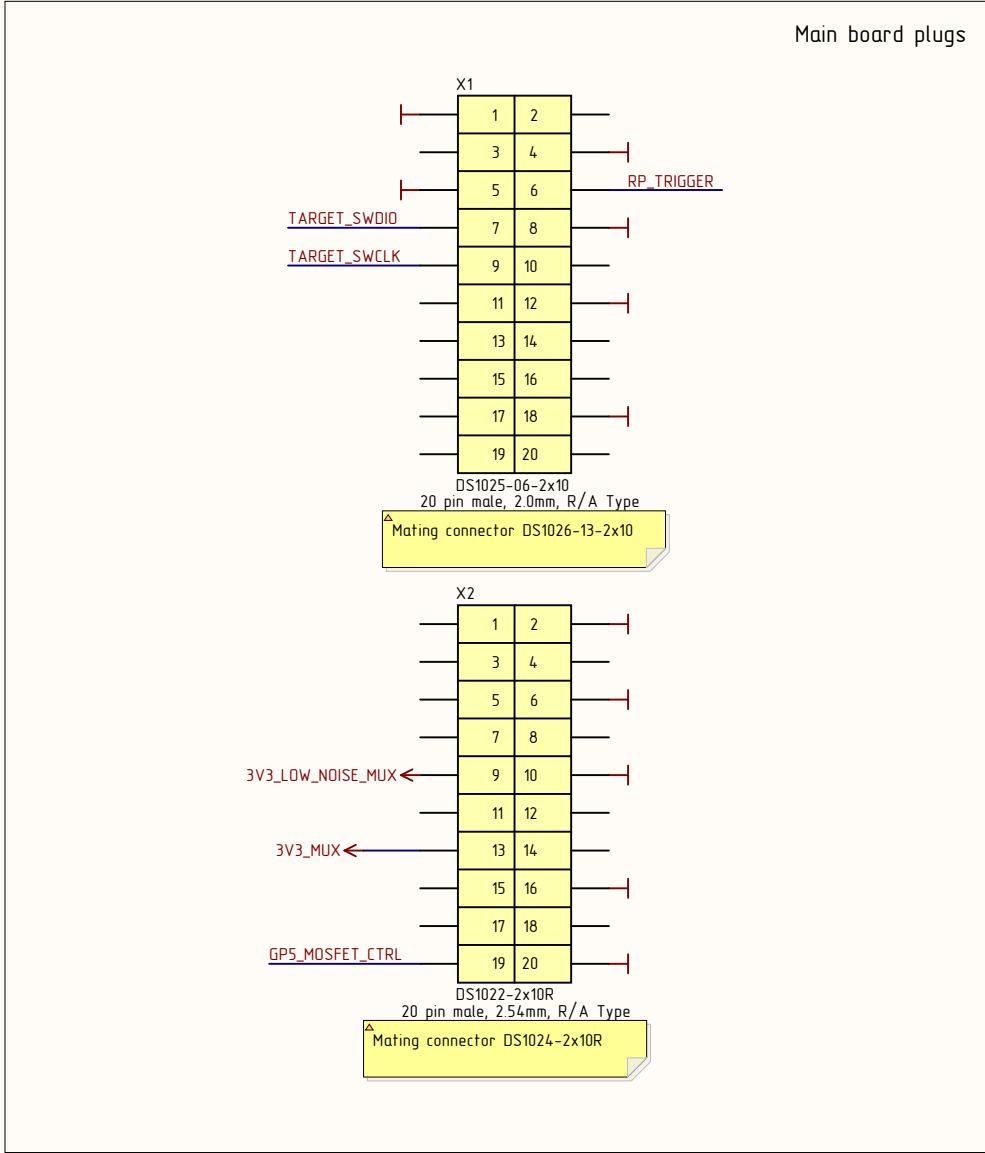 Main board plugs
X1
1 2
3 4
5 6 RP_TRIGGER
TARGET_SWDIO 7 8
TARGET_SWCLK 9 10
11 12
13 14
15 16
17 18
19 20
DS1025-06-2x10
20 pin male, 2.0mm, R/A Type
Mating connector DS1026-13-2x10
X2
1 2
3 4
5 6
7 8
3V3_LOW_NOISE_MUX 9 10
11 12
3V3_MUX 13 14
15 16
17 18
GP5_MOSFET_CTRL 19 20
DS1022-2x10R
20 pin male, 2.54mm, R/A Type
Mating connector DS1024-2x10R